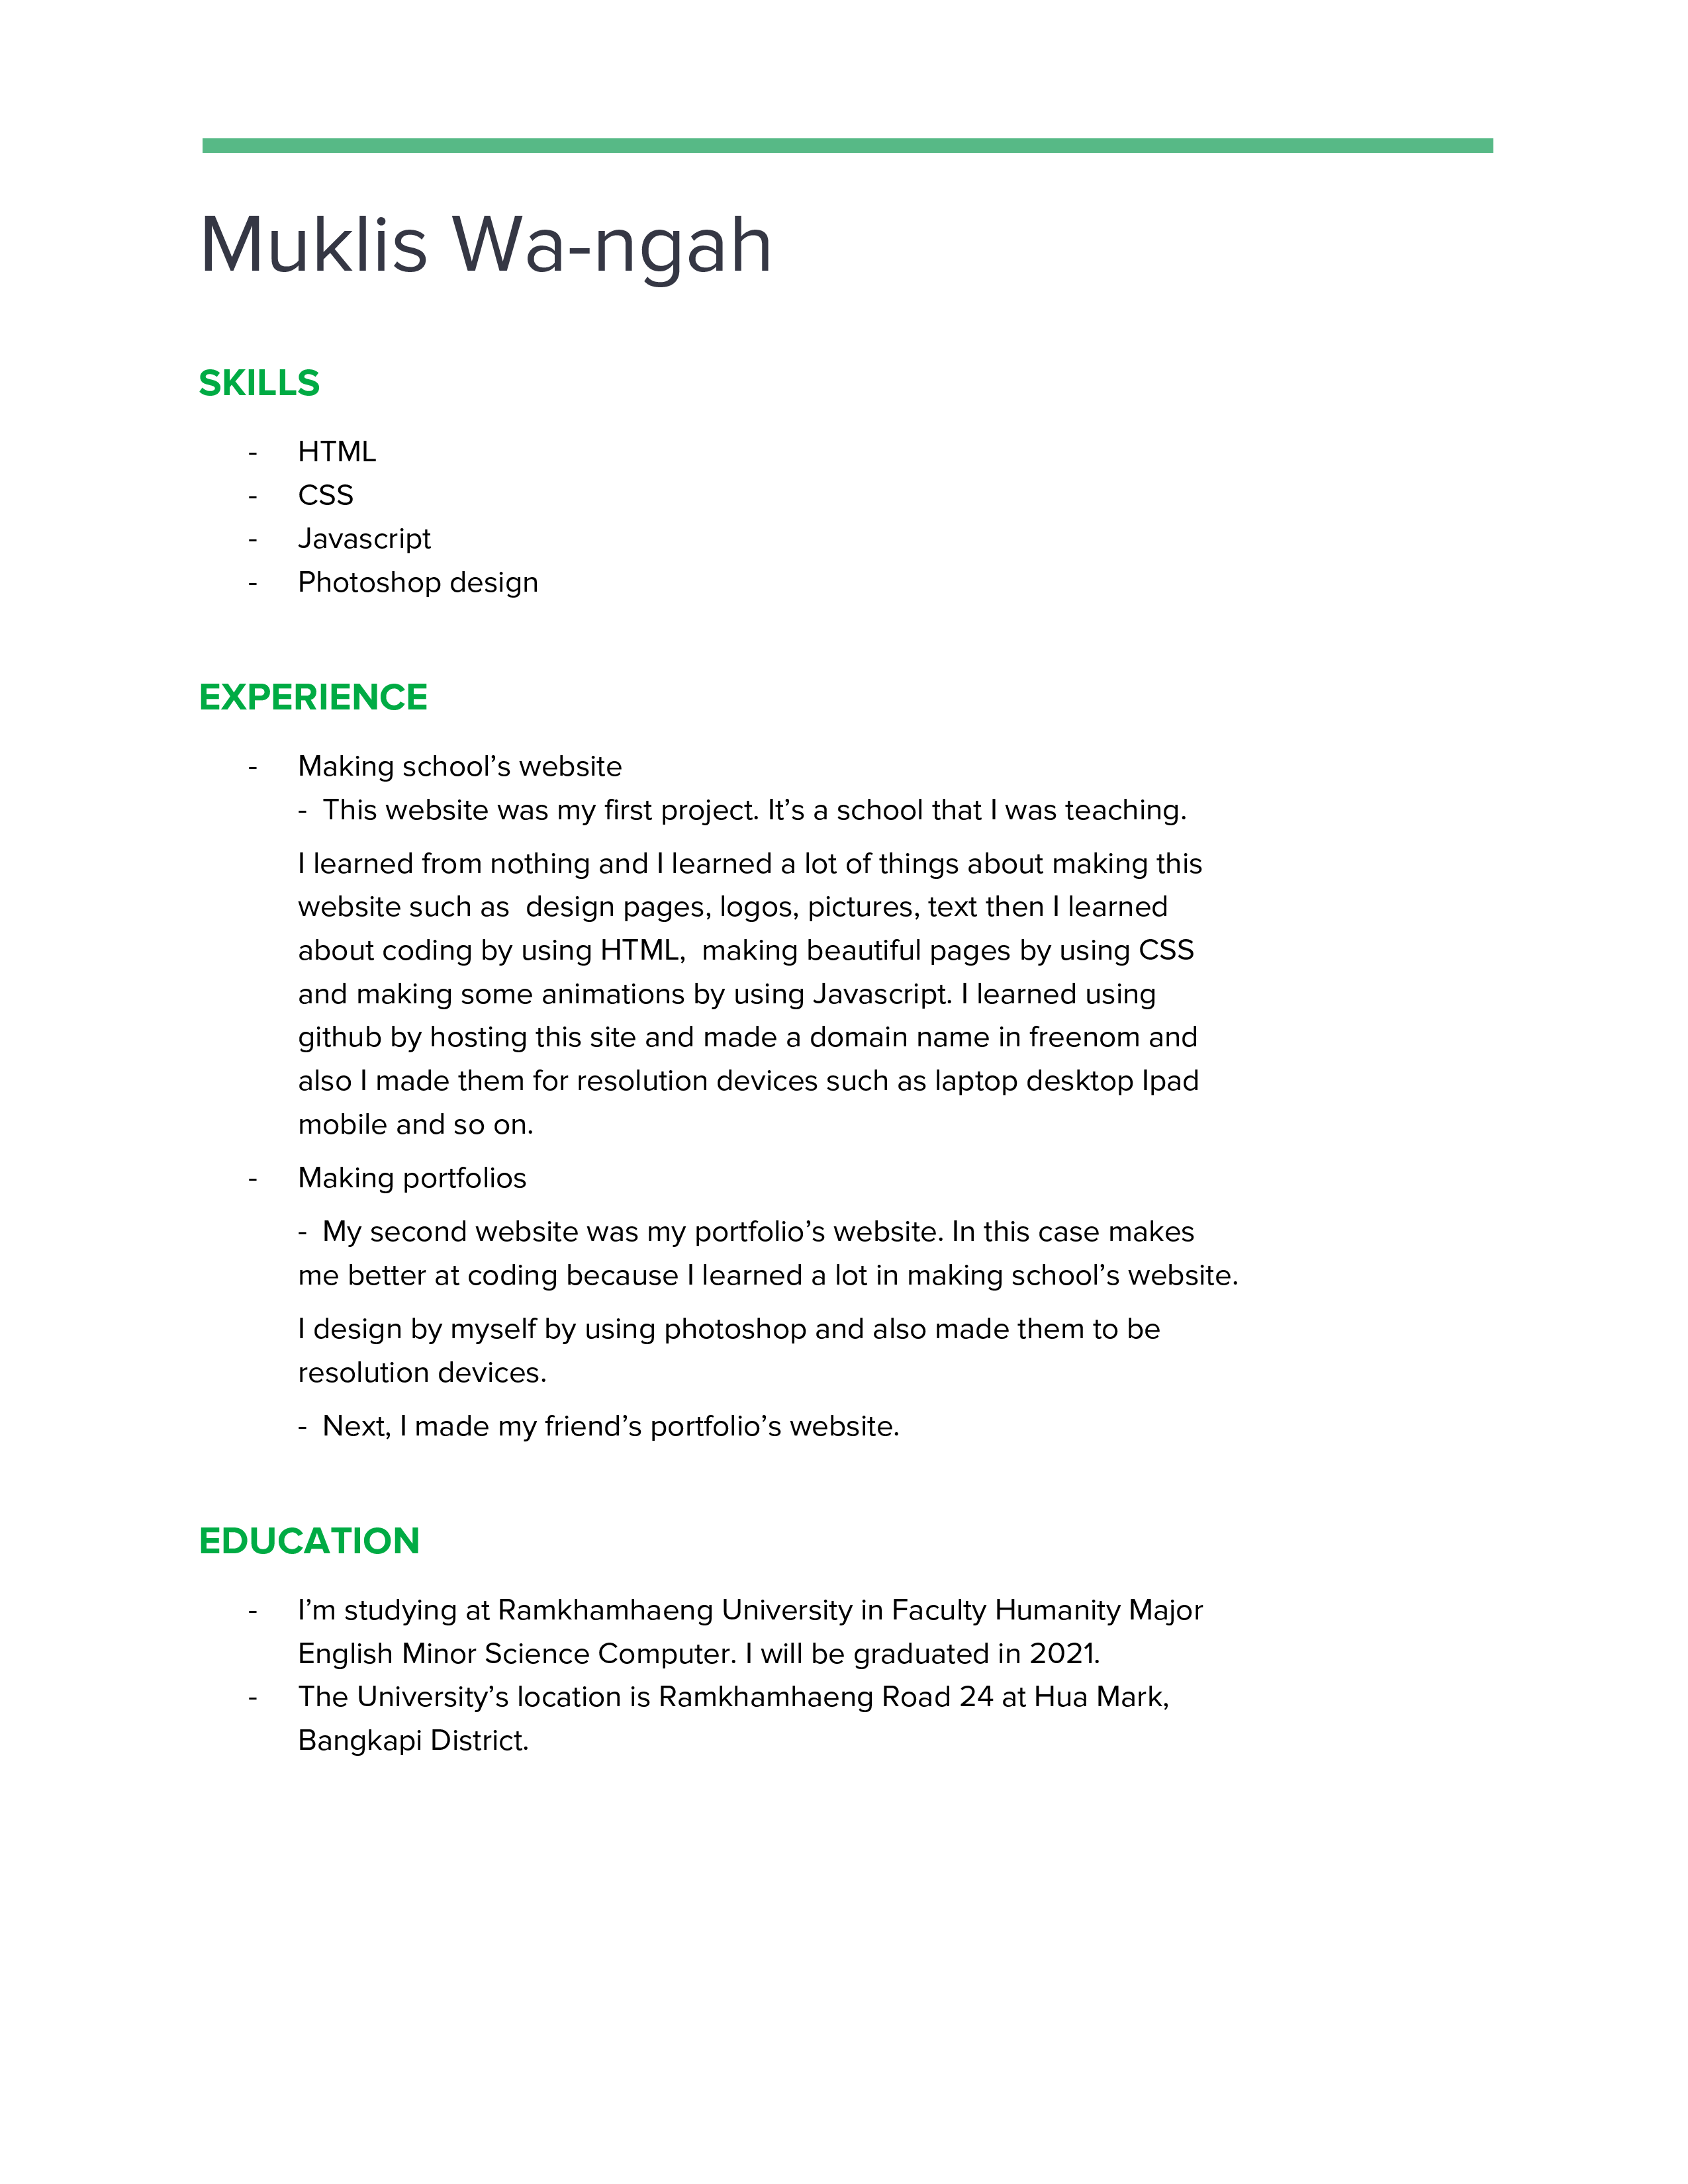 Muklis Wa-ngah
SKILLS
- HTML
- CSS
- Javascript
- Photoshop design
EXPERIENCE
- Making school’s website
- This website was my first project. It’s a school that I was teaching.
I learned from nothing and I learned a lot of things about making this
website such as  design pages, logos, pictures, text then I learned
about coding by using HTML,  making beautiful pages by using CSS
and making some animations by using Javascript. I learned using
github by hosting this site and made a domain name in freenom and
also I made them for resolution devices such as laptop desktop Ipad
mobile and so on.
- Making portfolios
- My second website was my portfolio’s website. In this case makes
me better at coding because I learned a lot in making school’s website.
I design by myself by using photoshop and also made them to be
resolution devices.
- Next, I made my friend’s portfolio’s website.
EDUCATION
- I’m studying at Ramkhamhaeng University in Faculty Humanity Major
English Minor Science Computer. I will be graduated in 2021.
- The University’s location is Ramkhamhaeng Road 24 at Hua Mark,
Bangkapi District.